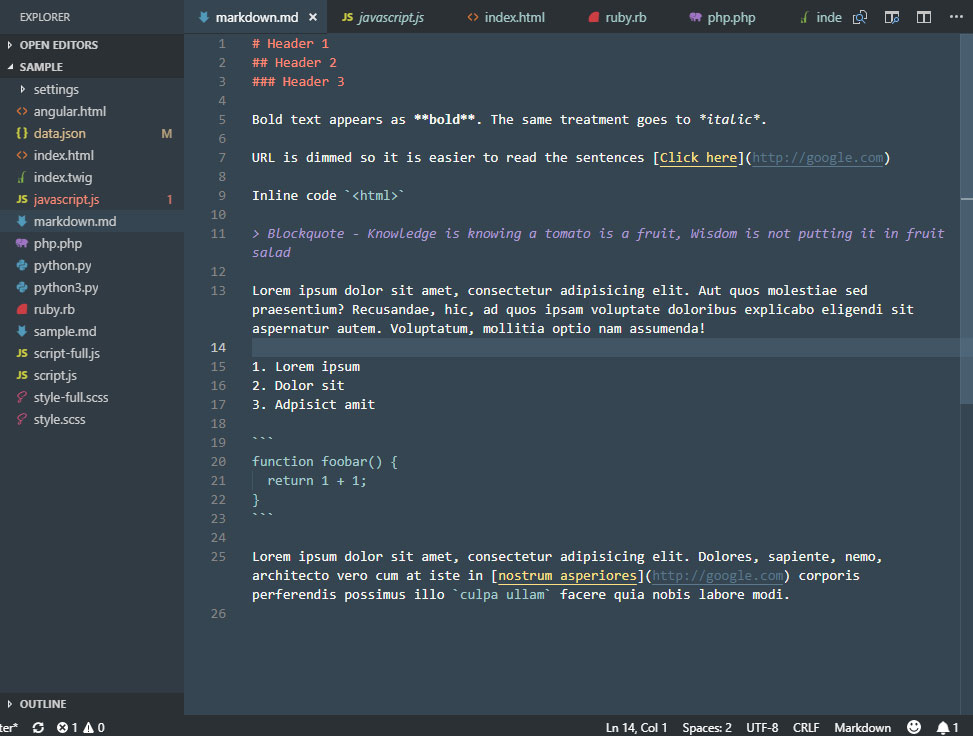 EXPLORER
markdown.md ×
JS javascript.js
<> index.html
ruby.rb
php.php
inde
OPEN EDITORS
SAMPLE
settings
<> angular.html
{} data.json M
<> index.html
index.twig
JS javascript.js 1
markdown.md
php.php
python.py
python3.py
ruby.rb
sample.md
JS script-full.js
JS script.js
style-full.scss
style.scss
OUTLINE
1 # Header 1
2 ## Header 2
3 ### Header 3
4
5 Bold text appears as **bold**. The same treatment goes to *italic*.
6
7 URL is dimmed so it is easier to read the sentences [Click here](http://google.com)
8
9 Inline code `<html>`
10
11 > Blockquote - Knowledge is knowing a tomato is a fruit, Wisdom is not putting it in fruit
salad
12
13 Lorem ipsum dolor sit amet, consectetur adipisicing elit. Aut quos molestiae sed
praesentium? Recusandae, hic, ad quos ipsam voluptate doloribus explicabo eligendi sit
aspernatur autem. Voluptatum, mollitia optio nam assumenda!
14
15 1. Lorem ipsum
16 2. Dolor sit
17 3. Adpisict amit
18
19 ```
20 function foobar() {
21   return 1 + 1;
22 }
23 ```
24
25 Lorem ipsum dolor sit amet, consectetur adipisicing elit. Dolores, sapiente, nemo,
architecto vero cum at iste in [nostrum asperiores](http://google.com) corporis
perferendis possimus illo `culpa ullam` facere quia nobis labore modi.
26
ter* 1 0 Ln 14, Col 1 Spaces: 2 UTF-8 CRLF Markdown 1